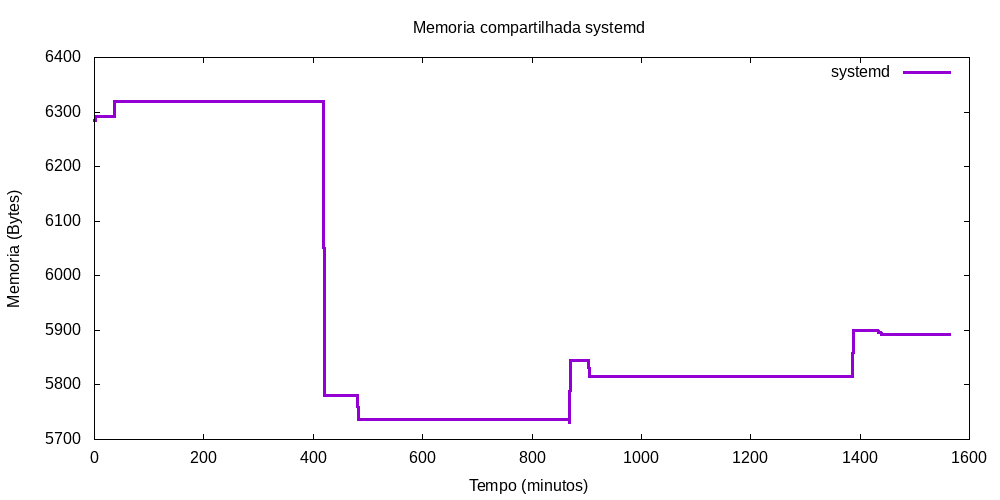 Memoria compartilhada systemd
systemd
6400
6300
6200
6100
6000
5900
5800
5700
Memoria (Bytes)
0 200 400 600 800 1000 1200 1400 1600
Tempo (minutos)